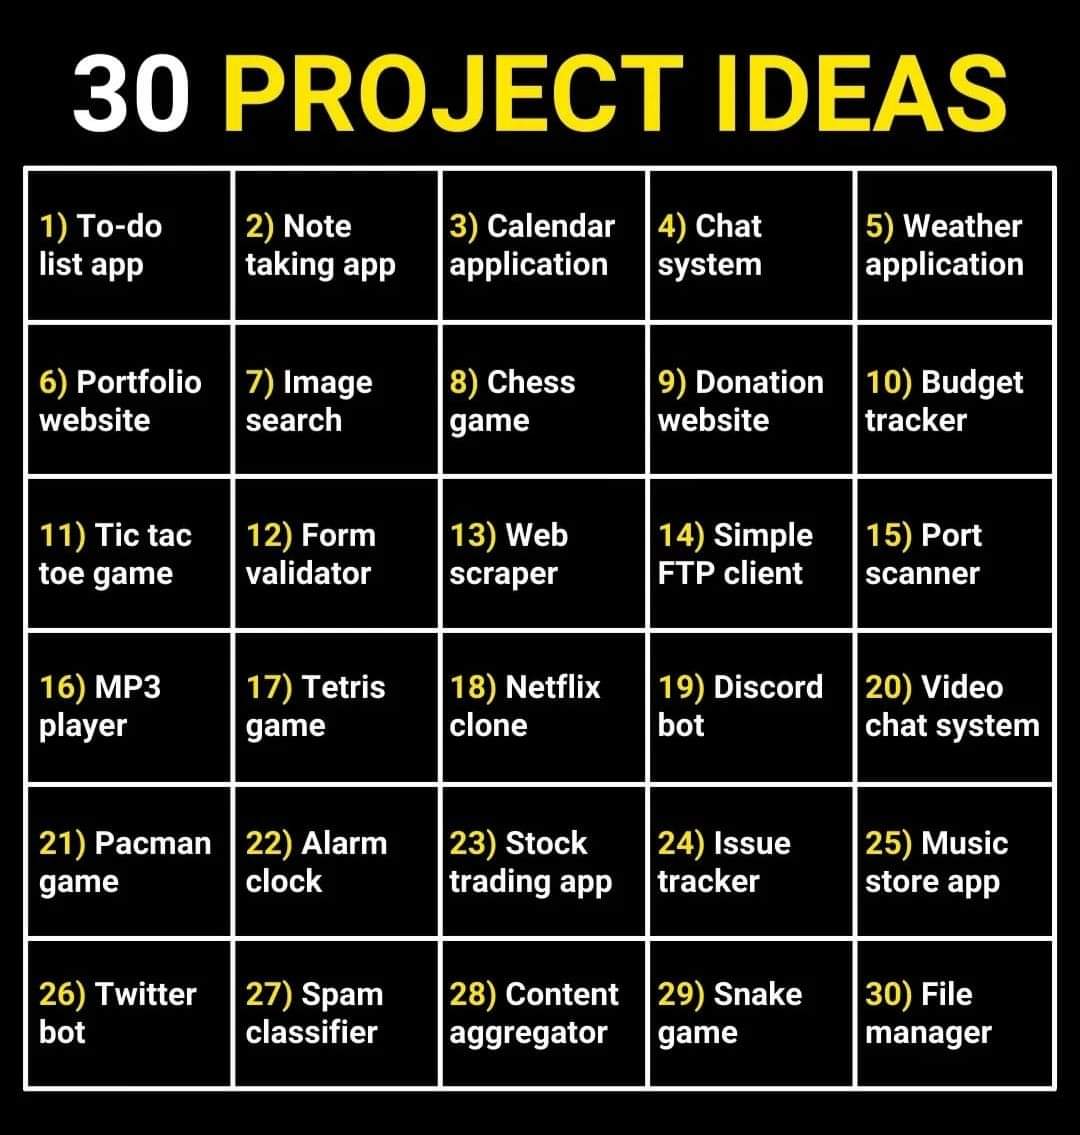 30 PROJECT IDEAS
1) To-do
list app
2) Note
taking app
3) Calendar
application
4) Chat
system
5) Weather
application
6) Portfolio
website
7) Image
search
8) Chess
game
9) Donation
website
10) Budget
tracker
11) Tic tac
toe game
12) Form
validator
13) Web
scraper
14) Simple
FTP client
15) Port
scanner
16) MP3
player
17) Tetris
game
18) Netflix
clone
19) Discord
bot
20) Video
chat system
21) Pacman
game
22) Alarm
clock
23) Stock
trading app
24) Issue
tracker
25) Music
store app
26) Twitter
bot
27) Spam
classifier
28) Content
aggregator
29) Snake
game
30) File
manager